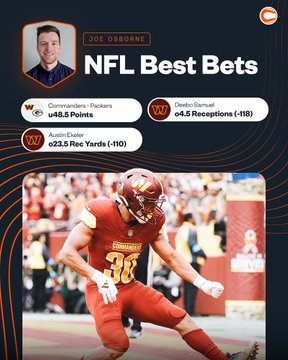 JOE OSBORNE
NFL Best Bets
Commanders - Packers
u48.5 Points
Deebo Samuel
o4.5 Receptions (-118)
Austin Ekeler
o23.5 Rec Yards (-110)
COMMANDERS
30